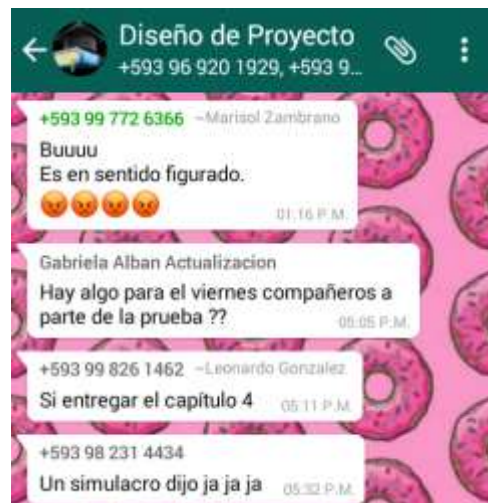 Diseño de Proyecto
+593 96 920 1929, +593 9...
+593 99 772 6366 ~Marisol Zambrano
Buuuu
Es en sentido figurado.
01:16 P.M.
Gabriela Alban Actualizacion
Hay algo para el viernes compañeros a
parte de la prueba ??
05:05 P.M.
+593 99 826 1462 ~Leonardo Gonzalez
Si entregar el capítulo 4 05:11 P.M.
+593 98 231 4434
Un simulacro dijo ja ja ja 05:32 P.M.